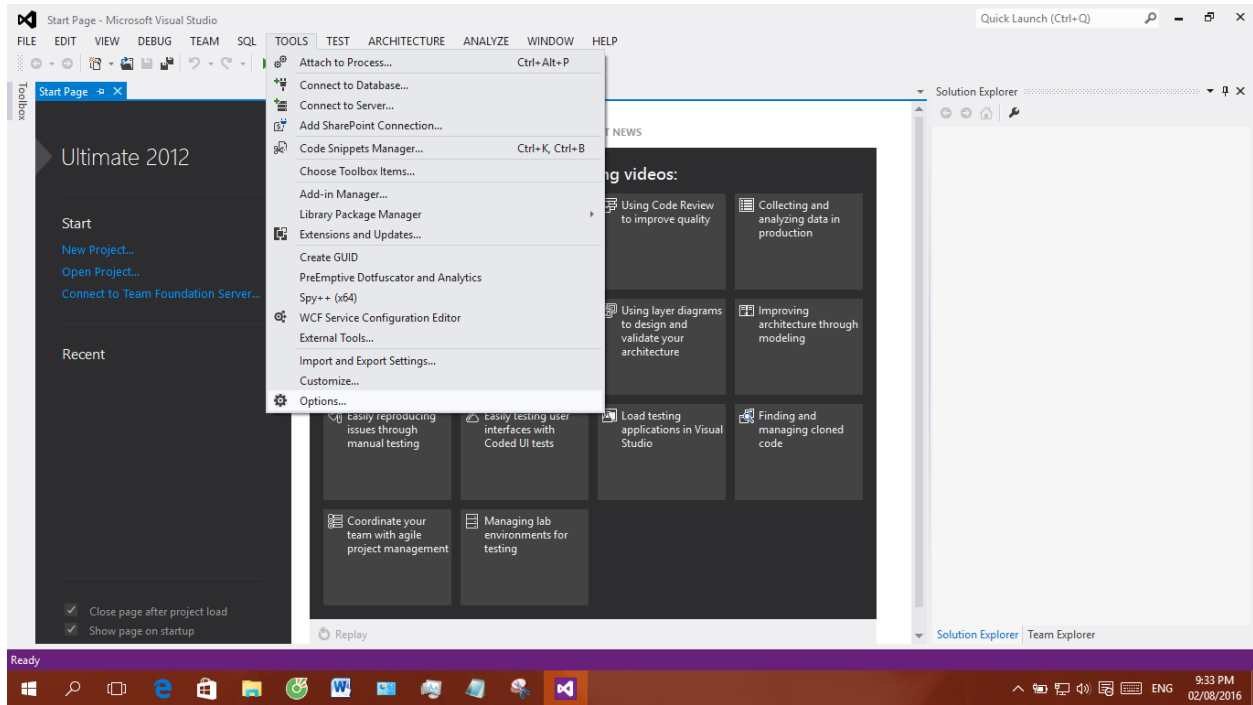 Start Page - Microsoft Visual Studio
Quick Launch (Ctrl+Q)
FILE EDIT VIEW DEBUG TEAM SQL TOOLS TEST ARCHITECTURE ANALYZE WINDOW HELP
Toolbox
Start Page
Attach to Process... Ctrl+Alt+P
Connect to Database...
Connect to Server...
Add SharePoint Connection...
Code Snippets Manager... Ctrl+K, Ctrl+B
Choose Toolbox Items...
Add-in Manager...
Library Package Manager
Extensions and Updates...
Create GUID
PreEmptive Dotfuscator and Analytics
Spy++ (x64)
WCF Service Configuration Editor
External Tools...
Import and Export Settings...
Customize...
Options...
Ultimate 2012
Start
New Project...
Open Project...
Connect to Team Foundation Server...
Recent
Close page after project load
Show page on startup
NEWS
videos:
Using Code Review
to improve quality
Collecting and
analyzing data in
production
Using layer diagrams
to design and
validate your
architecture
Improving
architecture through
modeling
Easily reproducing
issues through
manual testing
Easily testing user
interfaces with
Coded UI tests
Load testing
applications in Visual
Studio
Finding and
managing cloned
code
Coordinate your
team with agile
project management
Managing lab
environments for
testing
Replay
Solution Explorer
Solution Explorer Team Explorer
Ready
ENG
9:33 PM
02/08/2016